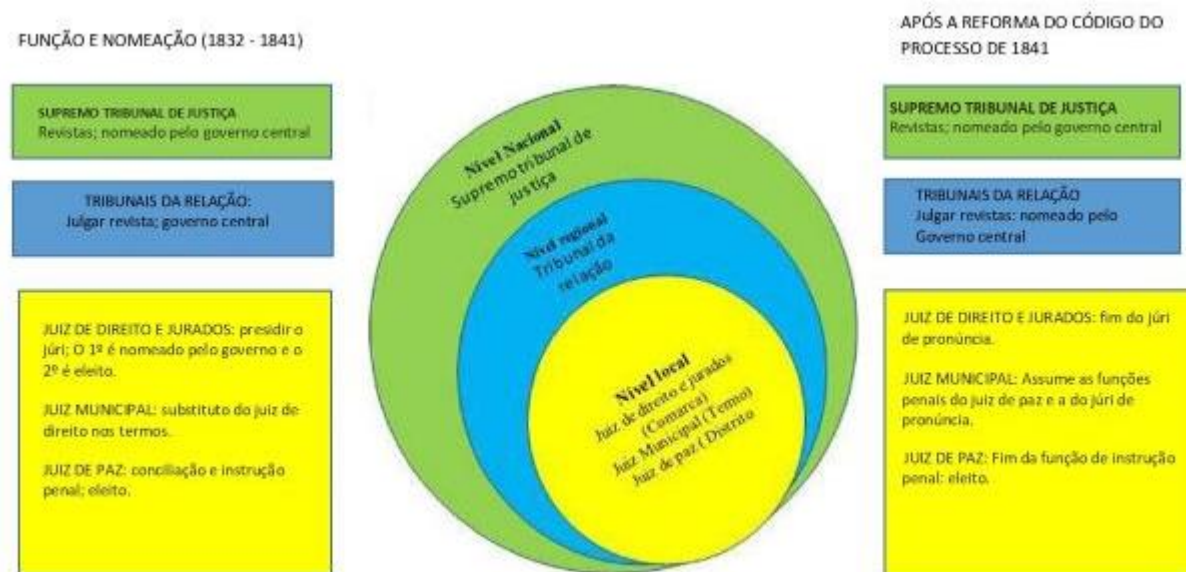 FUNÇÃO E NOMEAÇÃO (1832 - 1841)
SUPREMO TRIBUNAL DE JUSTIÇA
Revistas; nomeado pelo governo central
TRIBUNAIS DA RELAÇÃO:
Julgar revista; governo central
JUIZ DE DIREITO E JURADOS: presidir o
júri; O 1º é nomeado pelo governo e o
2º é eleito.
JUIZ MUNICIPAL: substituto do juiz de
direito nos termos.
JUIZ DE PAZ: conciliação e instrução
penal; eleito.
Nível Nacional
Supremo tribunal de
justiça
Nível regional
Tribunal da
relação
Nível local
Juiz de direito e jurados
(Comarca)
Juiz Municipal (Termo)
Juiz de paz ( Distrito
APÓS A REFORMA DO CÓDIGO DO
PROCESSO DE 1841
SUPREMO TRIBUNAL DE JUSTIÇA
Revistas; nomeado pelo governo central
TRIBUNAIS DA RELAÇÃO
Julgar revistas: nomeado pelo
Governo central
JUIZ DE DIREITO E JURADOS: fim do júri
de pronúncia.
JUIZ MUNICIPAL: Assume as funções
penais do juiz de paz e a do júri de
pronúncia.
JUIZ DE PAZ: Fim da função de instrução
penal: eleito.